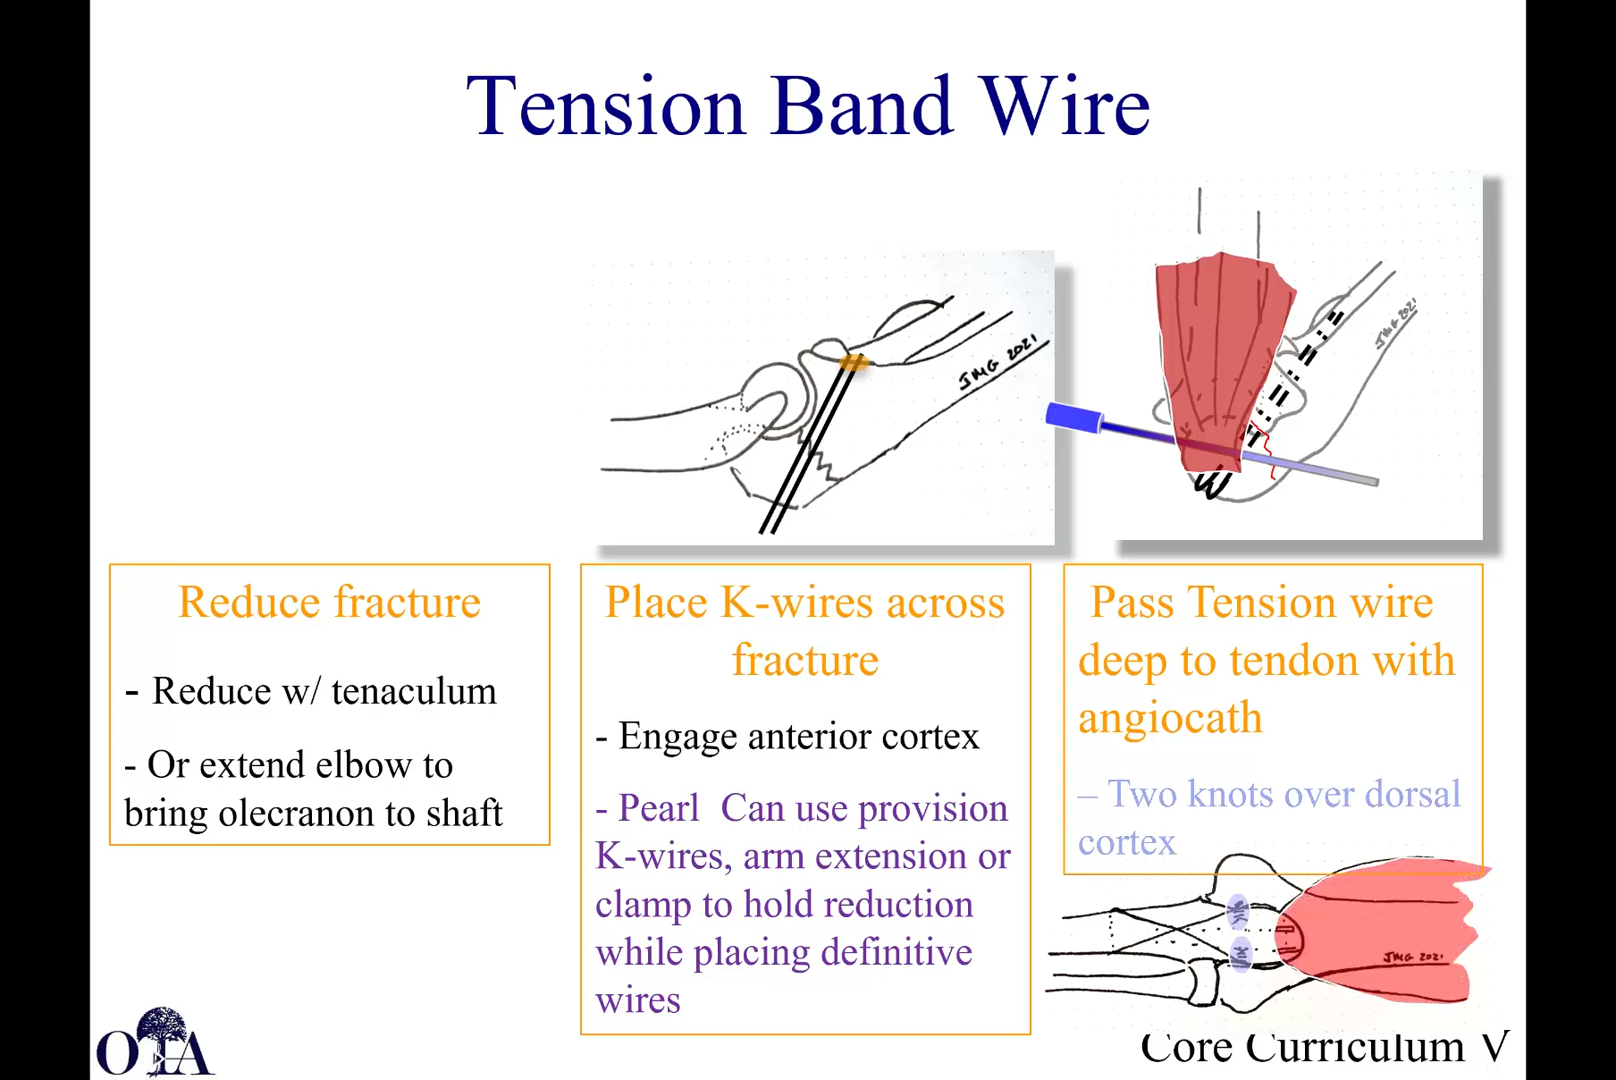 Tension Band Wire
JMG 2021
JMG 2021
Reduce fracture
- Reduce w/ tenaculum
- Or extend elbow to
bring olecranon to shaft
Place K-wires across
fracture
- Engage anterior cortex
- Pearl  Can use provision
K-wires, arm extension or
clamp to hold reduction
while placing definitive
wires
Pass Tension wire
deep to tendon with
angiocath
– Two knots over dorsal
cortex
JMG 2021
OTA
Core Curriculum V